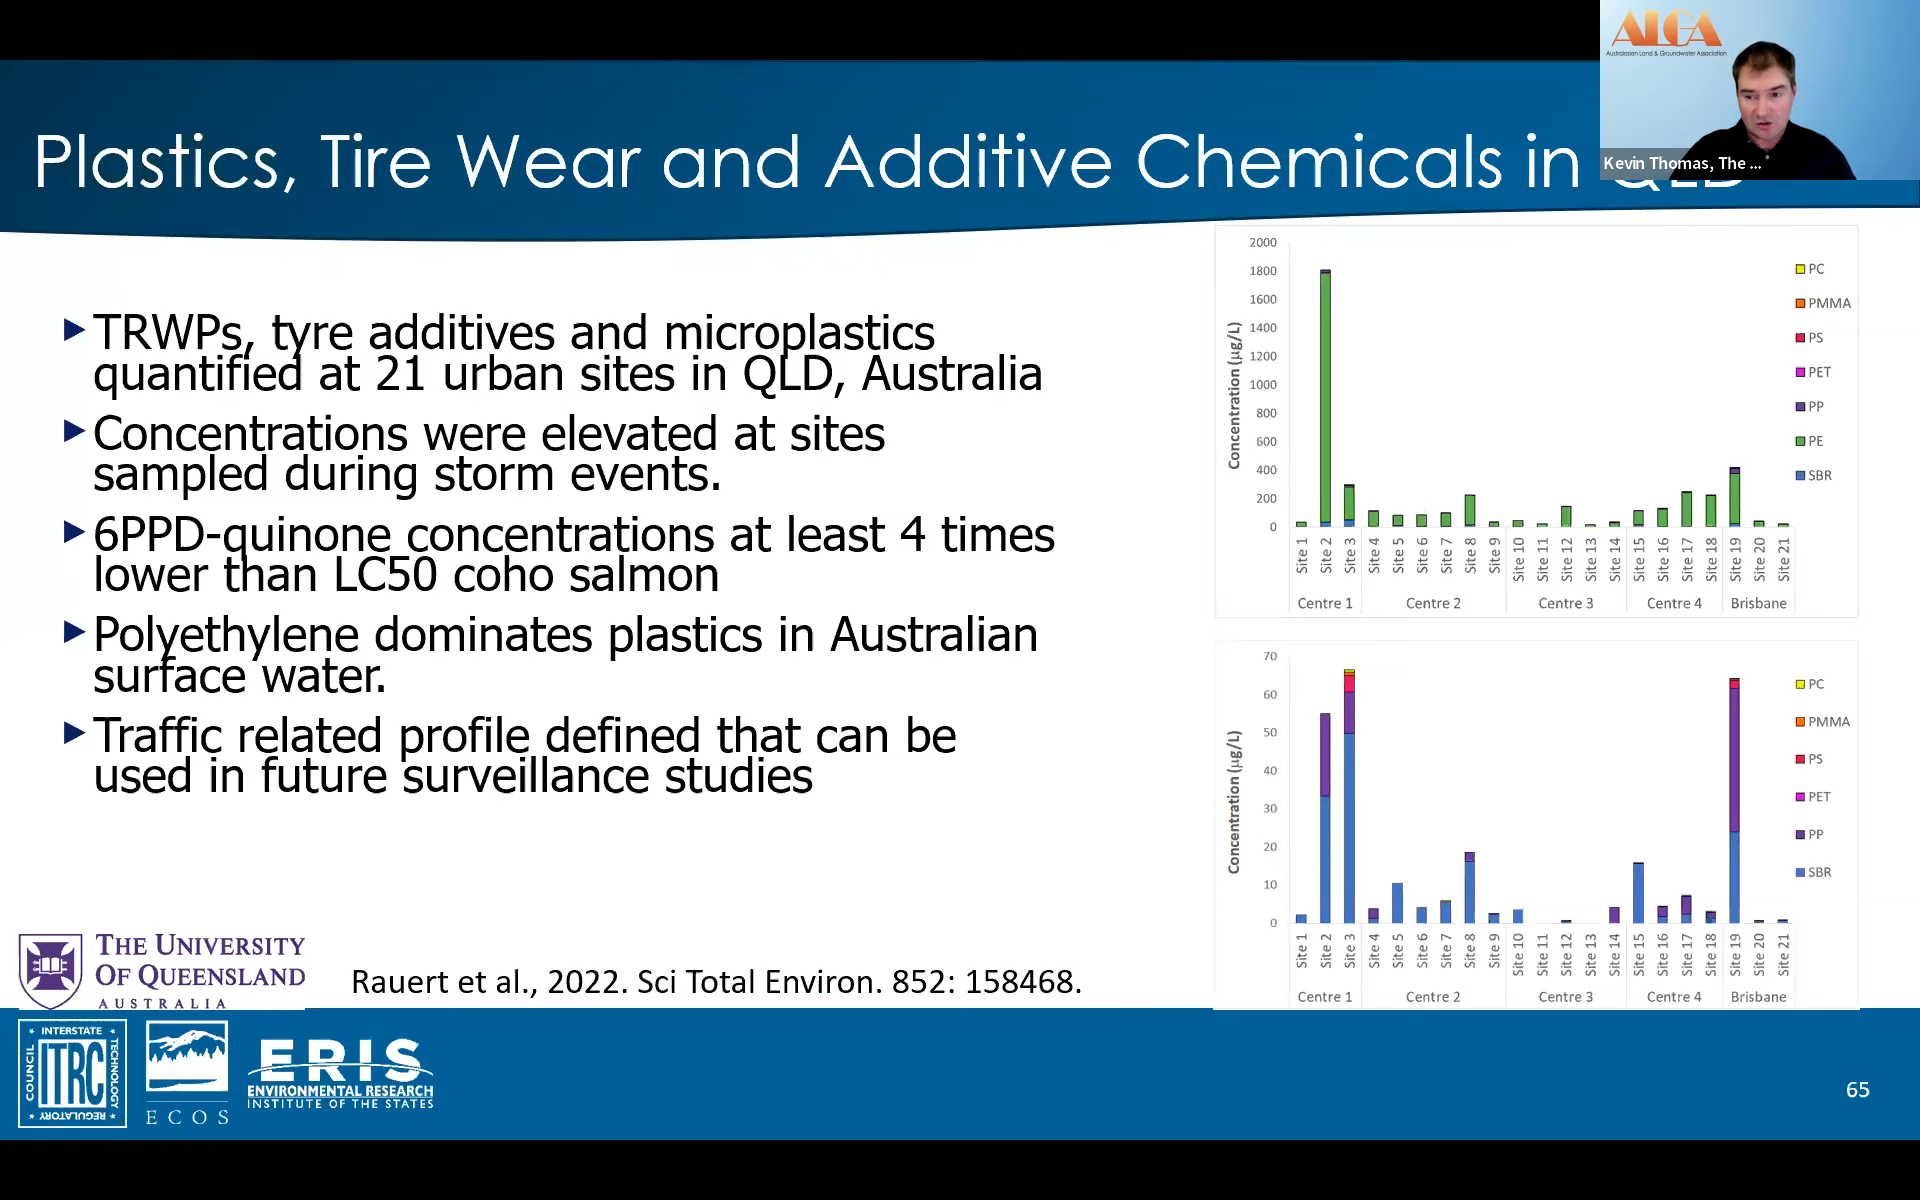 ALGA
Australasian Land & Groundwater Association
Kevin Thomas, The ...
Plastics, Tire Wear and Additive Chemicals in QLD
TRWPs, tyre additives and microplastics
quantified at 21 urban sites in QLD, Australia
Concentrations were elevated at sites
sampled during storm events.
6PPD-quinone concentrations at least 4 times
lower than LC50 coho salmon
Polyethylene dominates plastics in Australian
surface water.
Traffic related profile defined that can be
used in future surveillance studies
Concentration (µg/L)
2000
1800
1600
1400
1200
1000
800
600
400
200
0
Site 1
Site 2
Site 3
Site 4
Site 5
Site 6
Site 7
Site 8
Site 9
Site 10
Site 11
Site 12
Site 13
Site 14
Site 15
Site 16
Site 17
Site 18
Site 19
Site 20
Site 21
Centre 1
Centre 2
Centre 3
Centre 4
Brisbane
PC
PMMA
PS
PET
PP
PE
SBR
Concentration (µg/L)
70
60
50
40
30
20
10
0
Site 1
Site 2
Site 3
Site 4
Site 5
Site 6
Site 7
Site 8
Site 9
Site 10
Site 11
Site 12
Site 13
Site 14
Site 15
Site 16
Site 17
Site 18
Site 19
Site 20
Site 21
Centre 1
Centre 2
Centre 3
Centre 4
Brisbane
PC
PMMA
PS
PET
PP
SBR
THE UNIVERSITY
OF QUEENSLAND
AUSTRALIA
Rauert et al., 2022. Sci Total Environ. 852: 158468.
INTERSTATE
TECHNOLOGY
REGULATORY
COUNCIL
ITRC
ECOS
ERIS
ENVIRONMENTAL RESEARCH
INSTITUTE OF THE STATES
65